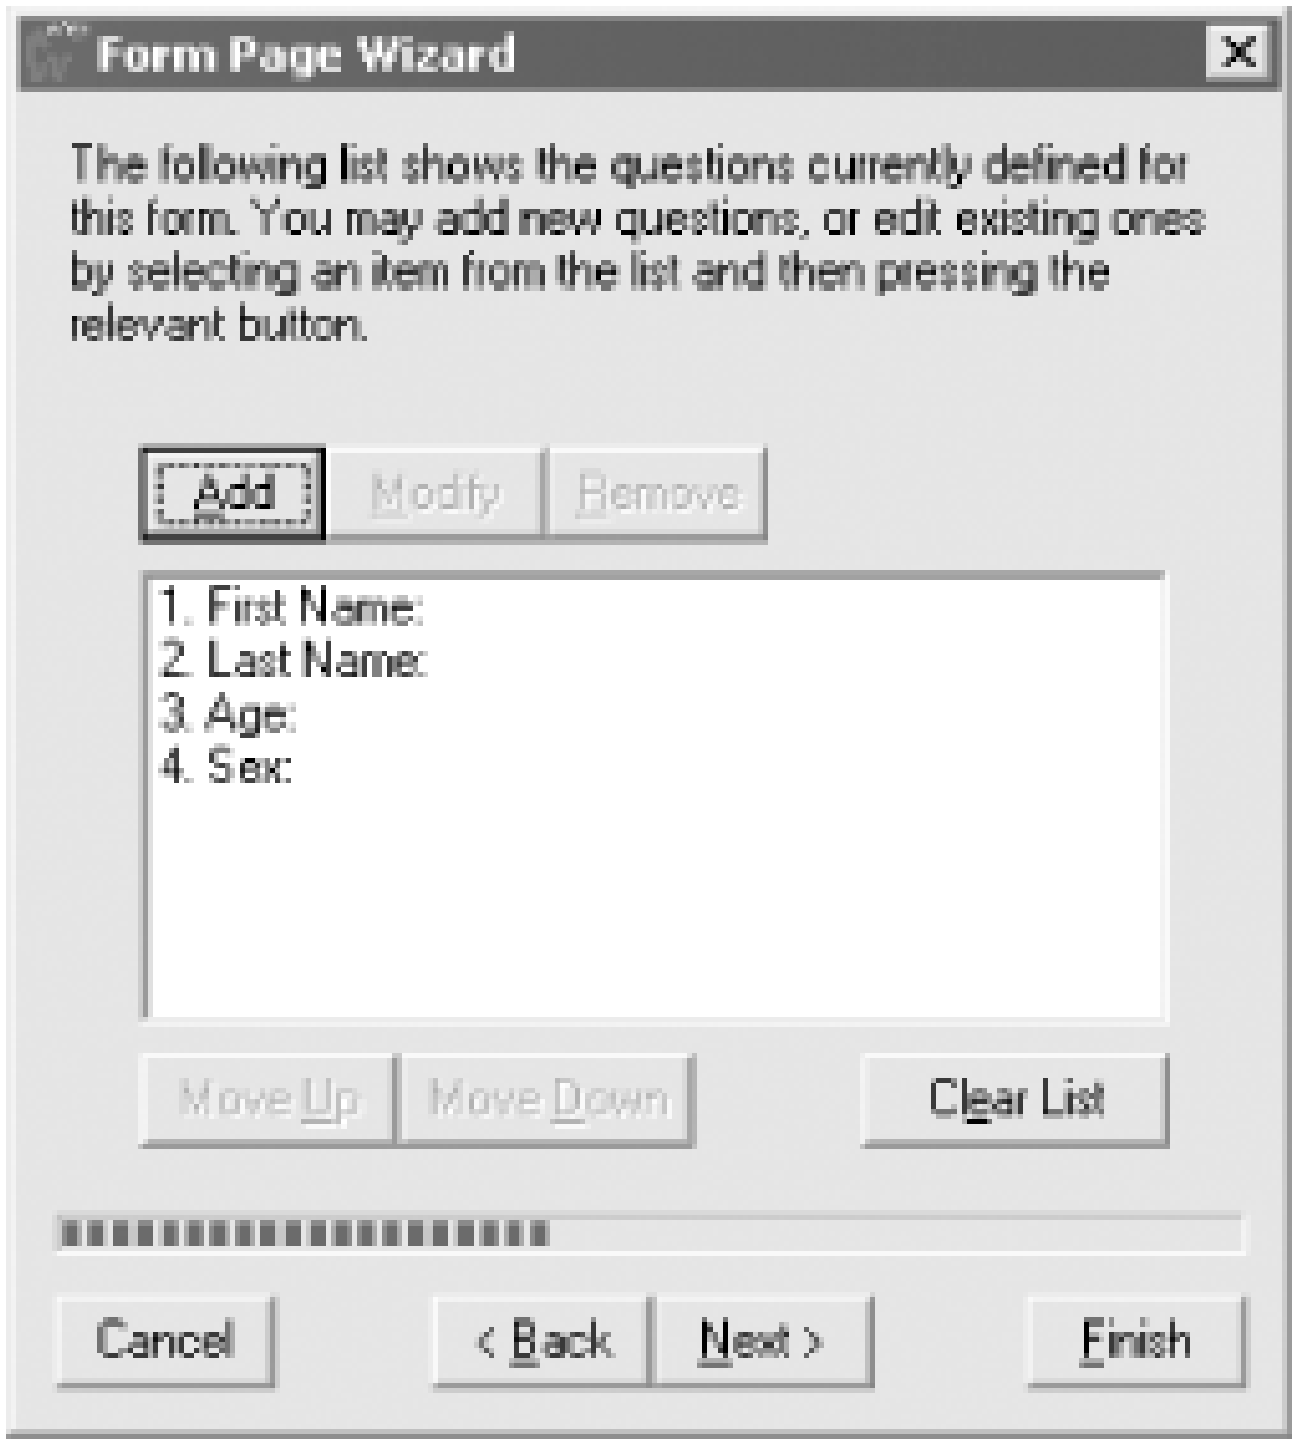 Form Page Wizard
The following list shows the questions currently defined for
this form. You may add new questions, or edit existing ones
by selecting an item from the list and then pressing the
relevant button.
Add Modify Remove
1. First Name:
2. Last Name:
3. Age:
4. Sex:
Move Up Move Down Clear List
Cancel < Back Next > Finish